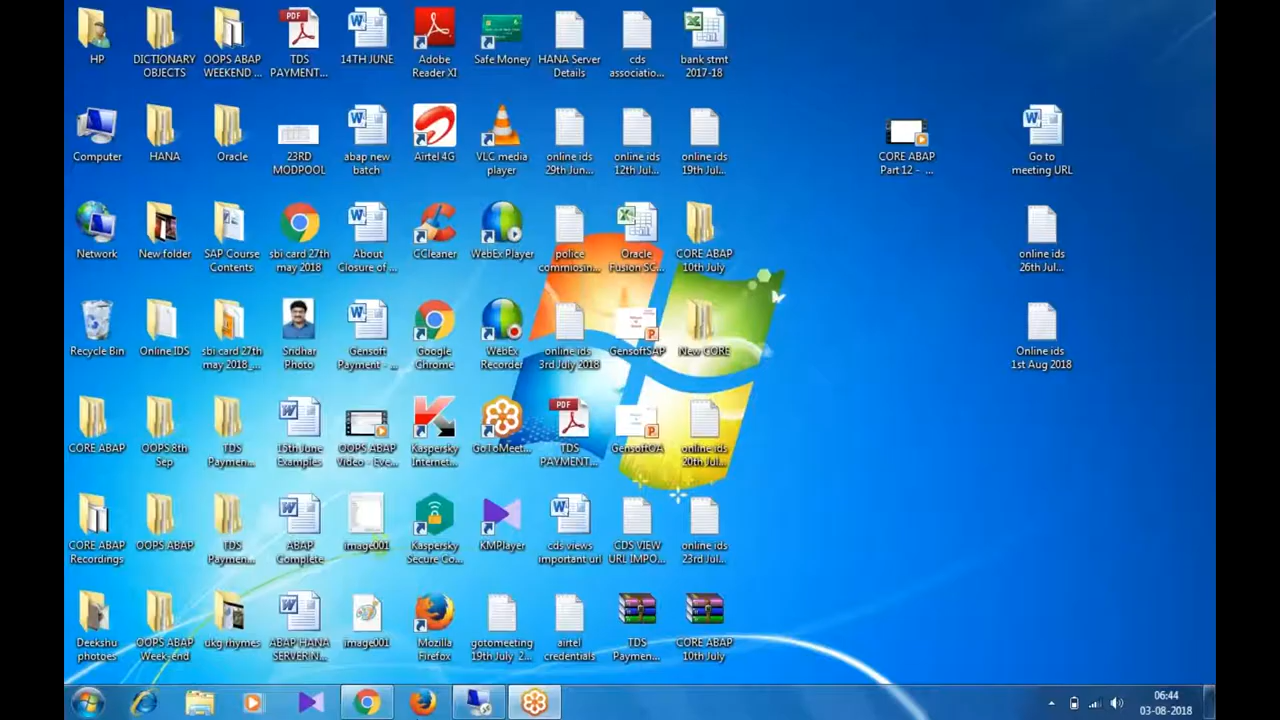 HP
DICTIONARY
OBJECTS
OOPS ABAP
WEEKEND ...
PDF
TDS
PAYMENT...
14TH JUNE
Adobe
Reader XI
Safe Money
HANA Server
Details
cds
associatio...
bank stmt
2017-18
Computer
HANA
Oracle
23RD
MODPOOL
abap new
batch
Airtel 4G
VLC media
player
online ids
29th Jun...
online ids
12th Jul...
online ids
19th Jul...
CORE ABAP
Part 12 - ...
Go to
meeting URL
Network
New folder
SAP Course
Contents
sbi card 27th
may 2018
About
Closure of ...
CCleaner
WebEx Player
police
commiosin...
Oracle
Fusion SC...
CORE ABAP
10th July
online ids
26th Jul...
Recycle Bin
Online IDS
sbi card 27th
may 2018_...
Sridhar
Photo
Gensoft
Payment - ...
Google
Chrome
WebEx
Recorder
online ids
3rd July 2018
GensoftSAP
New CORE
Online ids
1st Aug 2018
CORE ABAP
OOPS 8th
Sep
TDS
Paymen...
15th June
Examples
OOPS ABAP
Video - Eve...
Kaspersky
Internet...
GoToMeet...
PDF
TDS
PAYMENT...
GensoftOA
online ids
20th Jul...
CORE ABAP
Recordings
OOPS ABAP
TDS
Paymen...
ABAP
Complete
image001
Kaspersky
Secure Co...
KMPlayer
cds views
important url
CDS VIEW
URL IMPO...
online ids
23rd Jul...
Deekshu
photoes
OOPS ABAP
Week-end
ukg rhymes
ABAP HANA
SERVER N...
image001
Mozilla
Firefox
gotomeeting
19th July 2...
airtel
credentials
TDS
Paymen...
CORE ABAP
10th July
06:44
03-08-2018